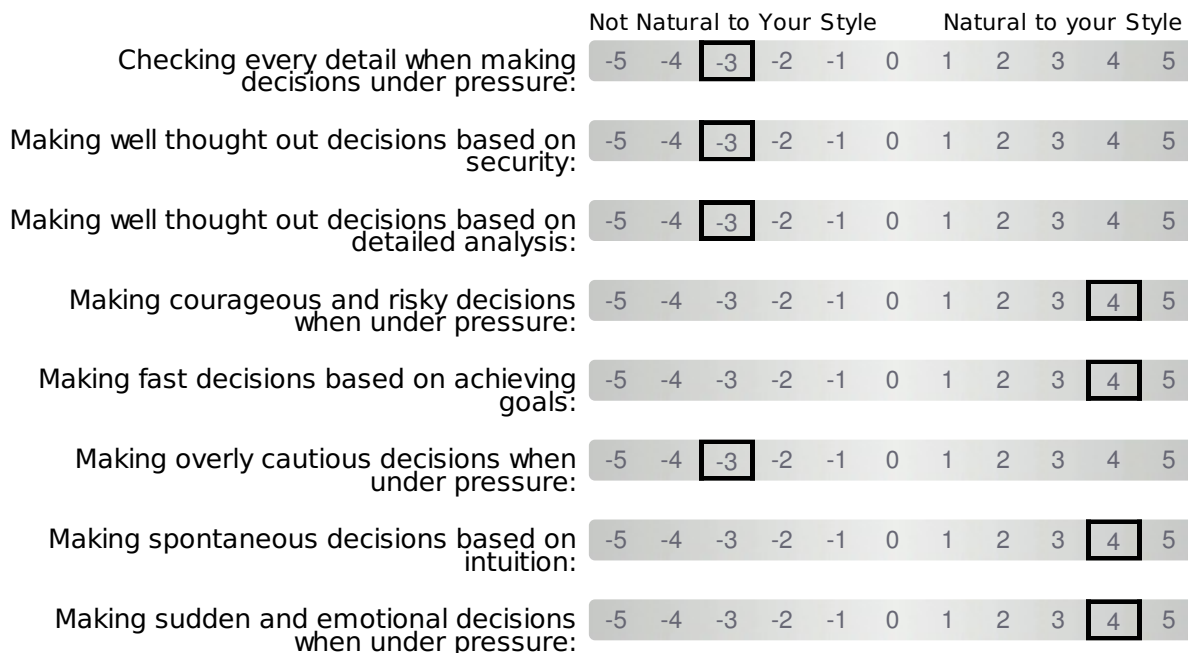 Not Natural to Your Style Natural to your Style
Checking every detail when making
decisions under pressure:
-5 -4 -3 -2 -1 0 1 2 3 4 5
Making well thought out decisions based on
security:
-5 -4 -3 -2 -1 0 1 2 3 4 5
Making well thought out decisions based on
detailed analysis:
-5 -4 -3 -2 -1 0 1 2 3 4 5
Making courageous and risky decisions
when under pressure:
-5 -4 -3 -2 -1 0 1 2 3 4 5
Making fast decisions based on achieving
goals:
-5 -4 -3 -2 -1 0 1 2 3 4 5
Making overly cautious decisions when
under pressure:
-5 -4 -3 -2 -1 0 1 2 3 4 5
Making spontaneous decisions based on
intuition:
-5 -4 -3 -2 -1 0 1 2 3 4 5
Making sudden and emotional decisions
when under pressure:
-5 -4 -3 -2 -1 0 1 2 3 4 5